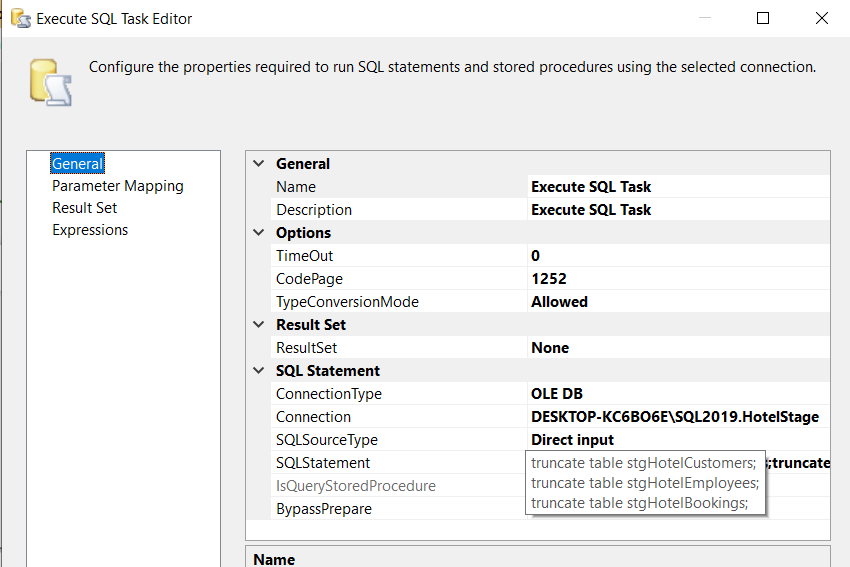 Execute SQL Task Editor
Configure the properties required to run SQL statements and stored procedures using the selected connection.
General
Parameter Mapping
Result Set
Expressions
General
Name Execute SQL Task
Description Execute SQL Task
Options
TimeOut 0
CodePage 1252
TypeConversionMode Allowed
Result Set
ResultSet None
SQL Statement
ConnectionType OLE DB
Connection DESKTOP-KC6BO6E\SQL2019.HotelStage
SQLSourceType Direct input
SQLStatement ;truncate
truncate table stgHotelCustomers;
IsQueryStoredProcedure
truncate table stgHotelEmployees;
BypassPrepare
truncate table stgHotelBookings;
Name